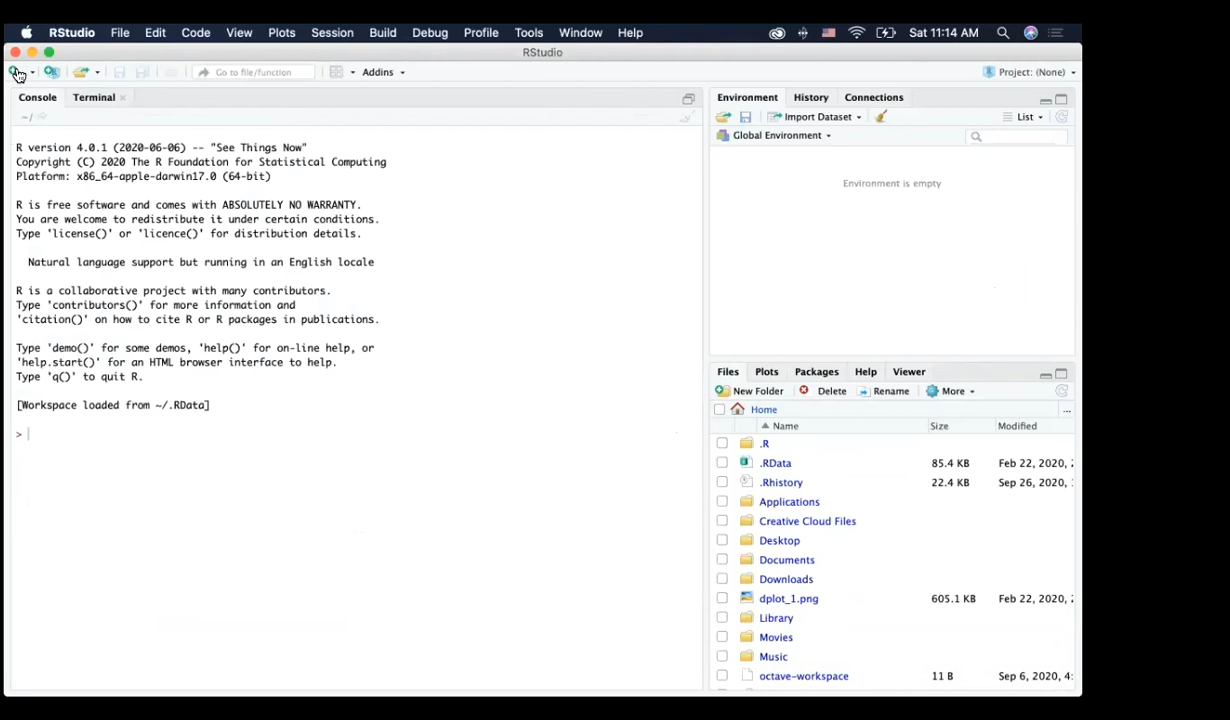 RStudio File Edit Code View Plots Session Build Debug Profile Tools Window Help Sat 11:14 AM
RStudio
Go to file/function Addins Project: (None)
Console Terminal
~/
R version 4.0.1 (2020-06-06) -- "See Things Now"
Copyright (C) 2020 The R Foundation for Statistical Computing
Platform: x86_64-apple-darwin17.0 (64-bit)
R is free software and comes with ABSOLUTELY NO WARRANTY.
You are welcome to redistribute it under certain conditions.
Type 'license()' or 'licence()' for distribution details.
Natural language support but running in an English locale
R is a collaborative project with many contributors.
Type 'contributors()' for more information and
'citation()' on how to cite R or R packages in publications.
Type 'demo()' for some demos, 'help()' for on-line help, or
'help.start()' for an HTML browser interface to help.
Type 'q()' to quit R.
[Workspace loaded from ~/.RData]
>
Environment History Connections
Import Dataset List
Global Environment
Environment is empty
Files Plots Packages Help Viewer
New Folder Delete Rename More
Home ...
Name Size Modified
.R
.RData 85.4 KB Feb 22, 2020,
.Rhistory 22.4 KB Sep 26, 2020,
Applications
Creative Cloud Files
Desktop
Documents
Downloads
dplot_1.png 605.1 KB Feb 22, 2020,
Library
Movies
Music
octave-workspace 11 B Sep 6, 2020, 4: